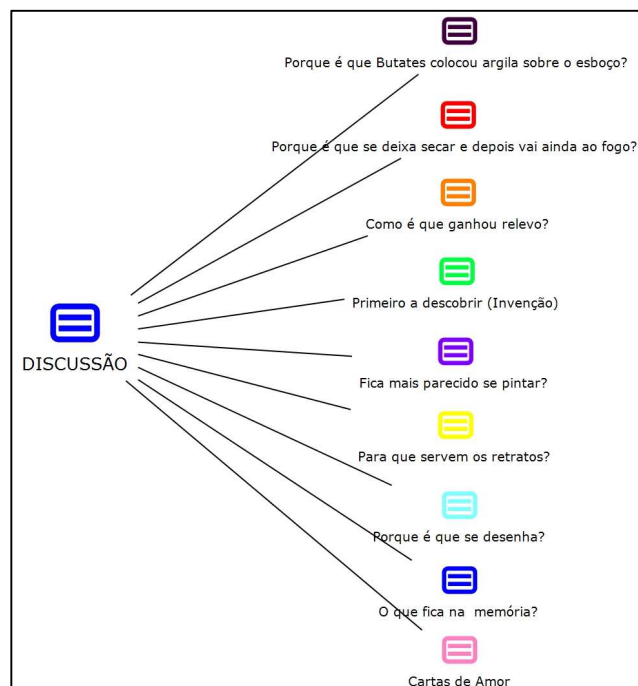 Porque é que Butates colocou argila sobre o esboço?
Porque é que se deixa secar e depois vai ainda ao fogo?
Como é que ganhou relevo?
Primeiro a descobrir (Invenção)
DISCUSSÃO
Fica mais parecido se pintar?
Para que servem os retratos?
Porque é que se desenha?
O que fica na memória?
Cartas de Amor